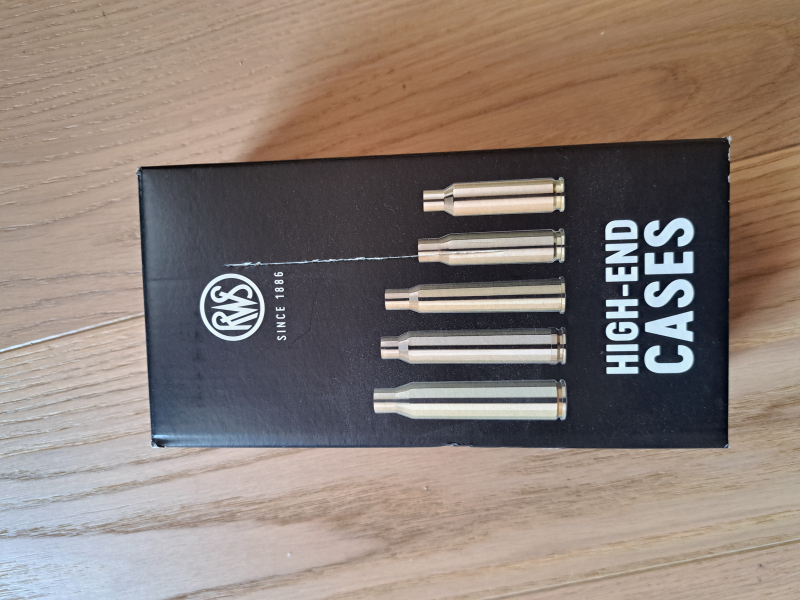 RWS
SINCE 1886
HIGH-END
CASES